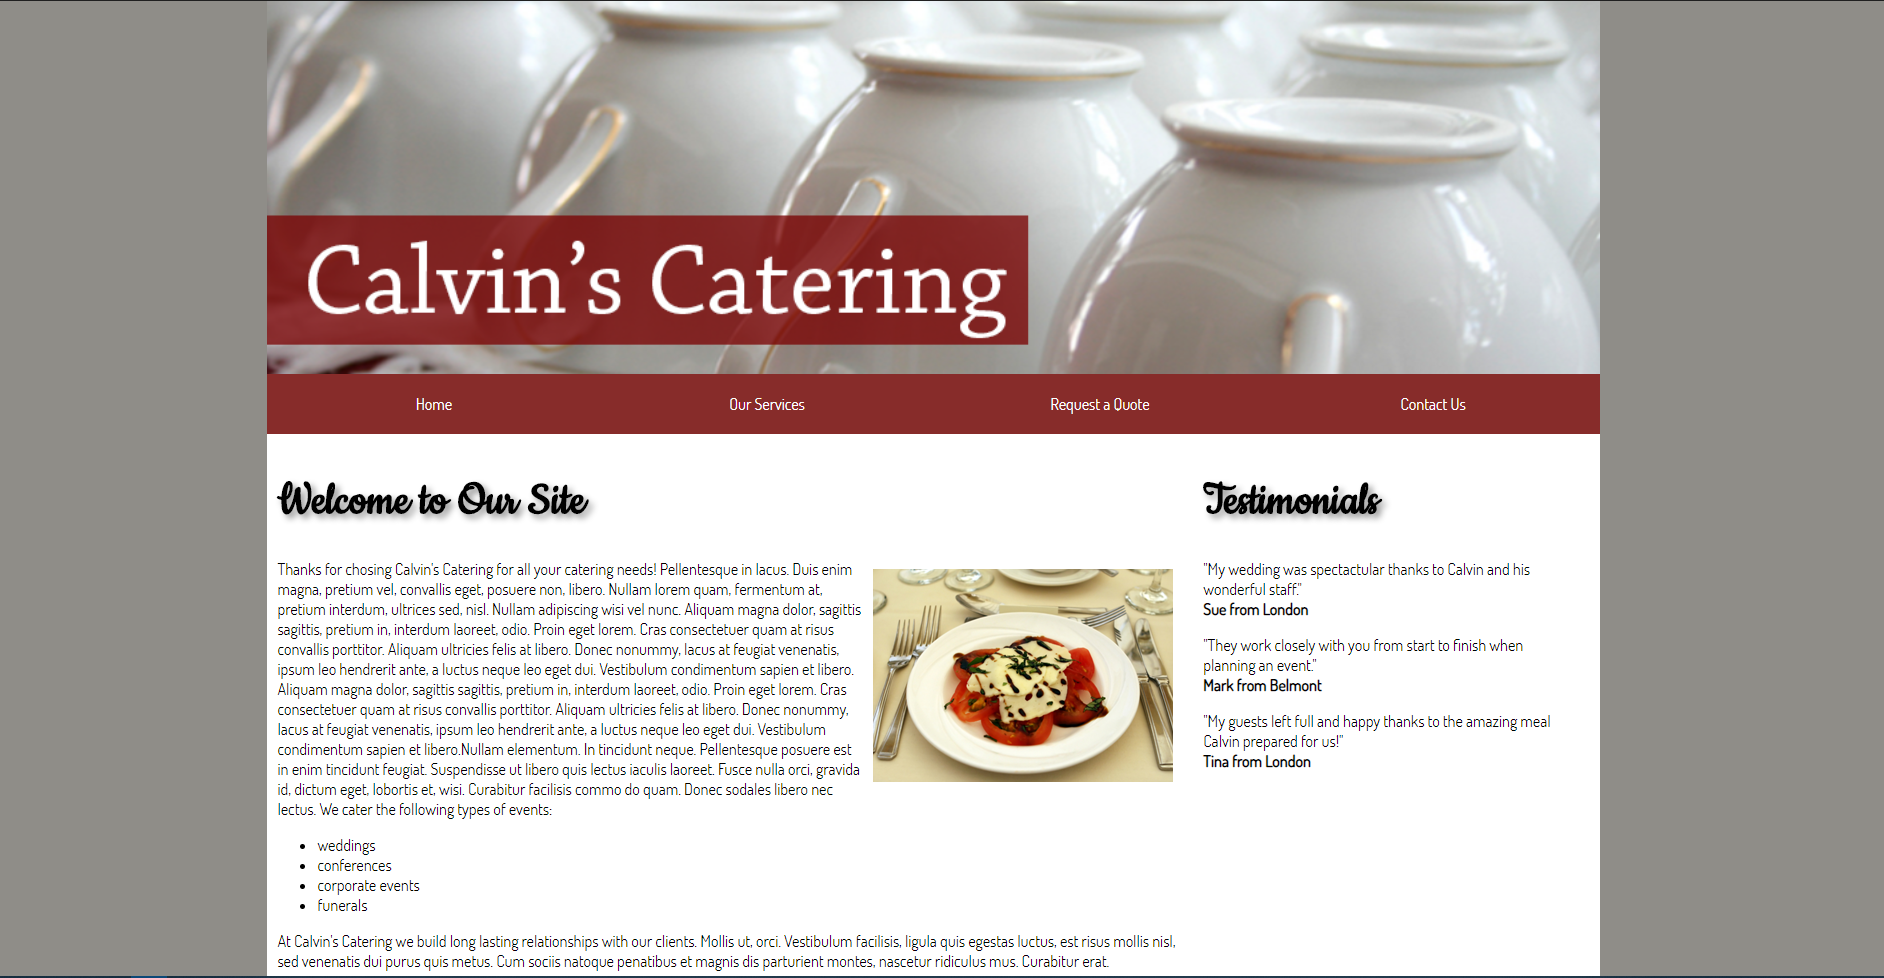 Calvin's Catering
Home
Our Services
Request a Quote
Contact Us
Welcome to Our Site
Thanks for chosing Calvin's Catering for all your catering needs! Pellentesque in lacus. Duis enim
magna, pretium vel, convallis eget, posuere non, libero. Nullam lorem quam, fermentum at,
pretium interdum, ultrices sed, nisl. Nullam adipiscing wisi vel nunc. Aliquam magna dolor, sagittis
sagittis, pretium in, interdum laoreet, odio. Proin eget lorem. Cras consectetuer quam at risus
convallis porttitor. Aliquam ultricies felis at libero. Donec nonummy, lacus at feugiat venenatis,
ipsum leo hendrerit ante, a luctus neque leo eget dui. Vestibulum condimentum sapien et libero.
Aliquam magna dolor, sagittis sagittis, pretium in, interdum laoreet, odio. Proin eget lorem. Cras
consectetuer quam at risus convallis porttitor. Aliquam ultricies felis at libero. Donec nonummy,
lacus at feugiat venenatis, ipsum leo hendrerit ante, a luctus neque leo eget dui. Vestibulum
condimentum sapien et libero.Nullam elementum. In tincidunt neque. Pellentesque posuere est
in enim tincidunt feugiat. Suspendisse ut libero quis lectus iaculis laoreet. Fusce nulla orci, gravida
id, dictum eget, lobortis et, wisi. Curabitur facilisis commo do quam. Donec sodales libero nec
lectus. We cater the following types of events:
weddings
conferences
corporate events
funerals
At Calvin's Catering we build long lasting relationships with our clients. Mollis ut, orci. Vestibulum facilisis, ligula quis egestas luctus, est risus mollis nisl,
sed venenatis dui purus quis metus. Cum sociis natoque penatibus et magnis dis parturient montes, nascetur ridiculus mus. Curabitur erat.
Testimonials
"My wedding was spectactular thanks to Calvin and his
wonderful staff."
Sue from London
"They work closely with you from start to finish when
planning an event."
Mark from Belmont
"My guests left full and happy thanks to the amazing meal
Calvin prepared for us!"
Tina from London